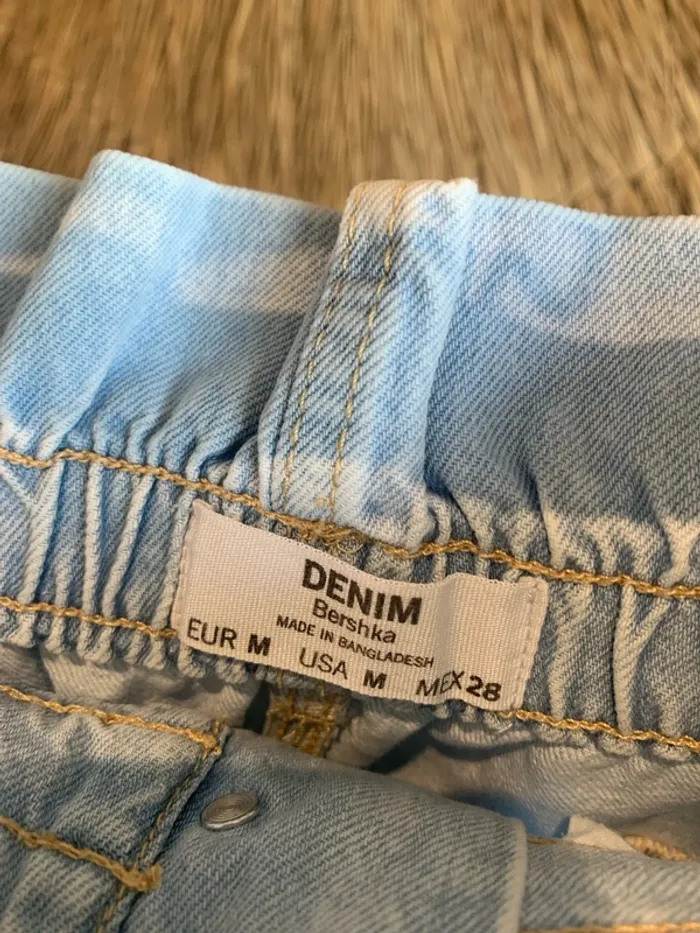 DENIM
Bershka
MADE IN BANGLADESH
EUR M USA M MEX 28